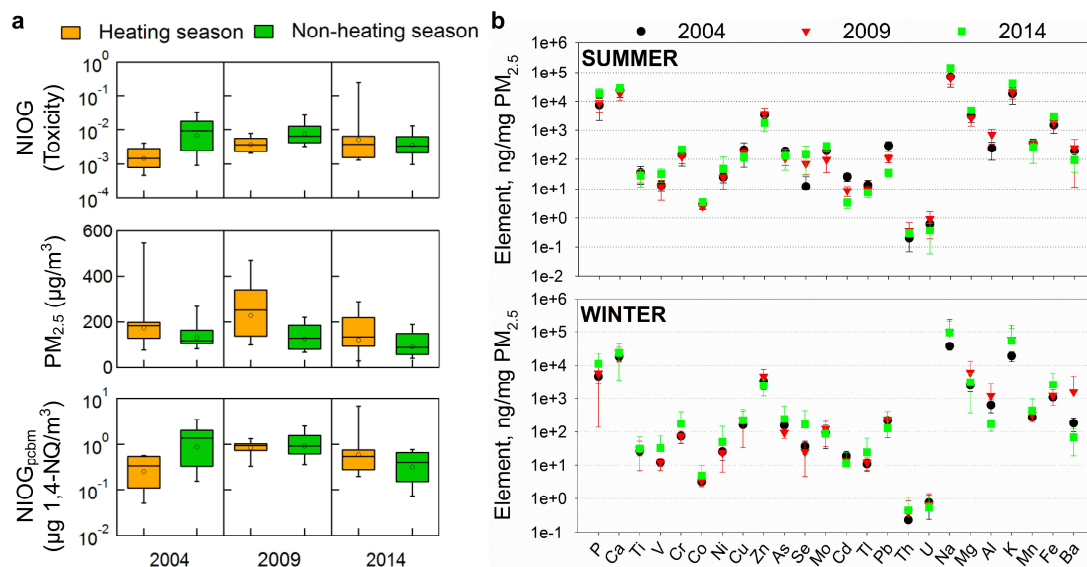 a
Heating season
Non-heating season
NIOG
(Toxicity)
10^0
10^-1
10^-2
10^-3
10^-4
PM2.5 (μg/m^3)
600
400
200
0
NIOG_pcbm
(μg 1,4-NQ/m^3)
10^1
10^0
10^-1
10^-2
2004
2009
2014
b
2004
2009
2014
SUMMER
Element, ng/mg PM2.5
1e+6
1e+5
1e+4
1e+3
1e+2
1e+1
1e+0
1e-1
1e-2
WINTER
Element, ng/mg PM2.5
1e+6
1e+5
1e+4
1e+3
1e+2
1e+1
1e+0
1e-1
P
Ca
Ti
V
Cr
Co
Ni
Cu
Zn
As
Se
Mo
Cd
Tl
Pb
Th
U
Na
Mg
Al
K
Mn
Fe
Ba